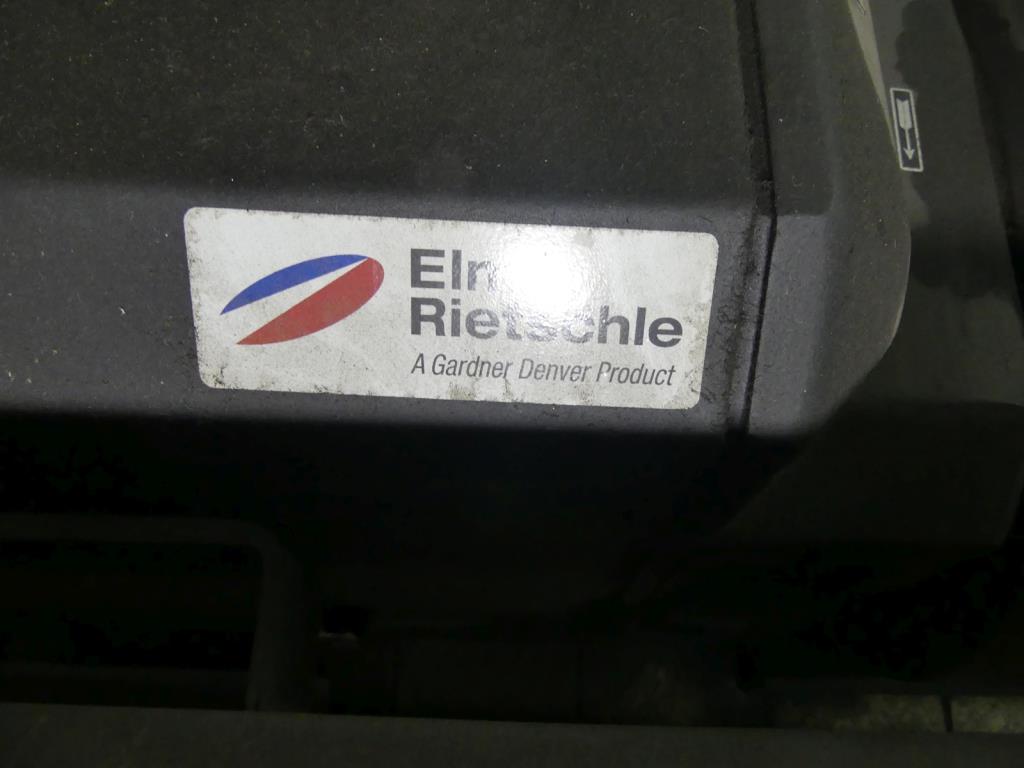 Rietschle
A Gardner Denver Product